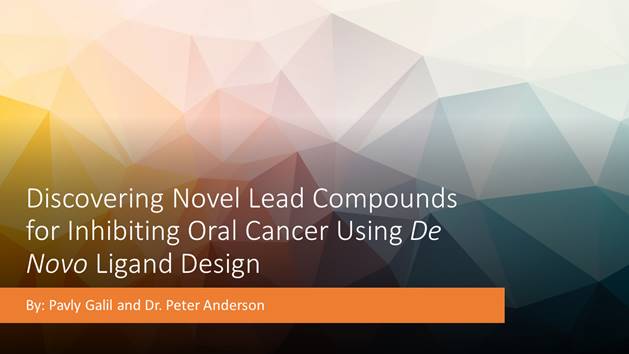 Discovering Novel Lead Compounds
for Inhibiting Oral Cancer Using De
Novo Ligand Design
By: Pavly Galil and Dr. Peter Anderson